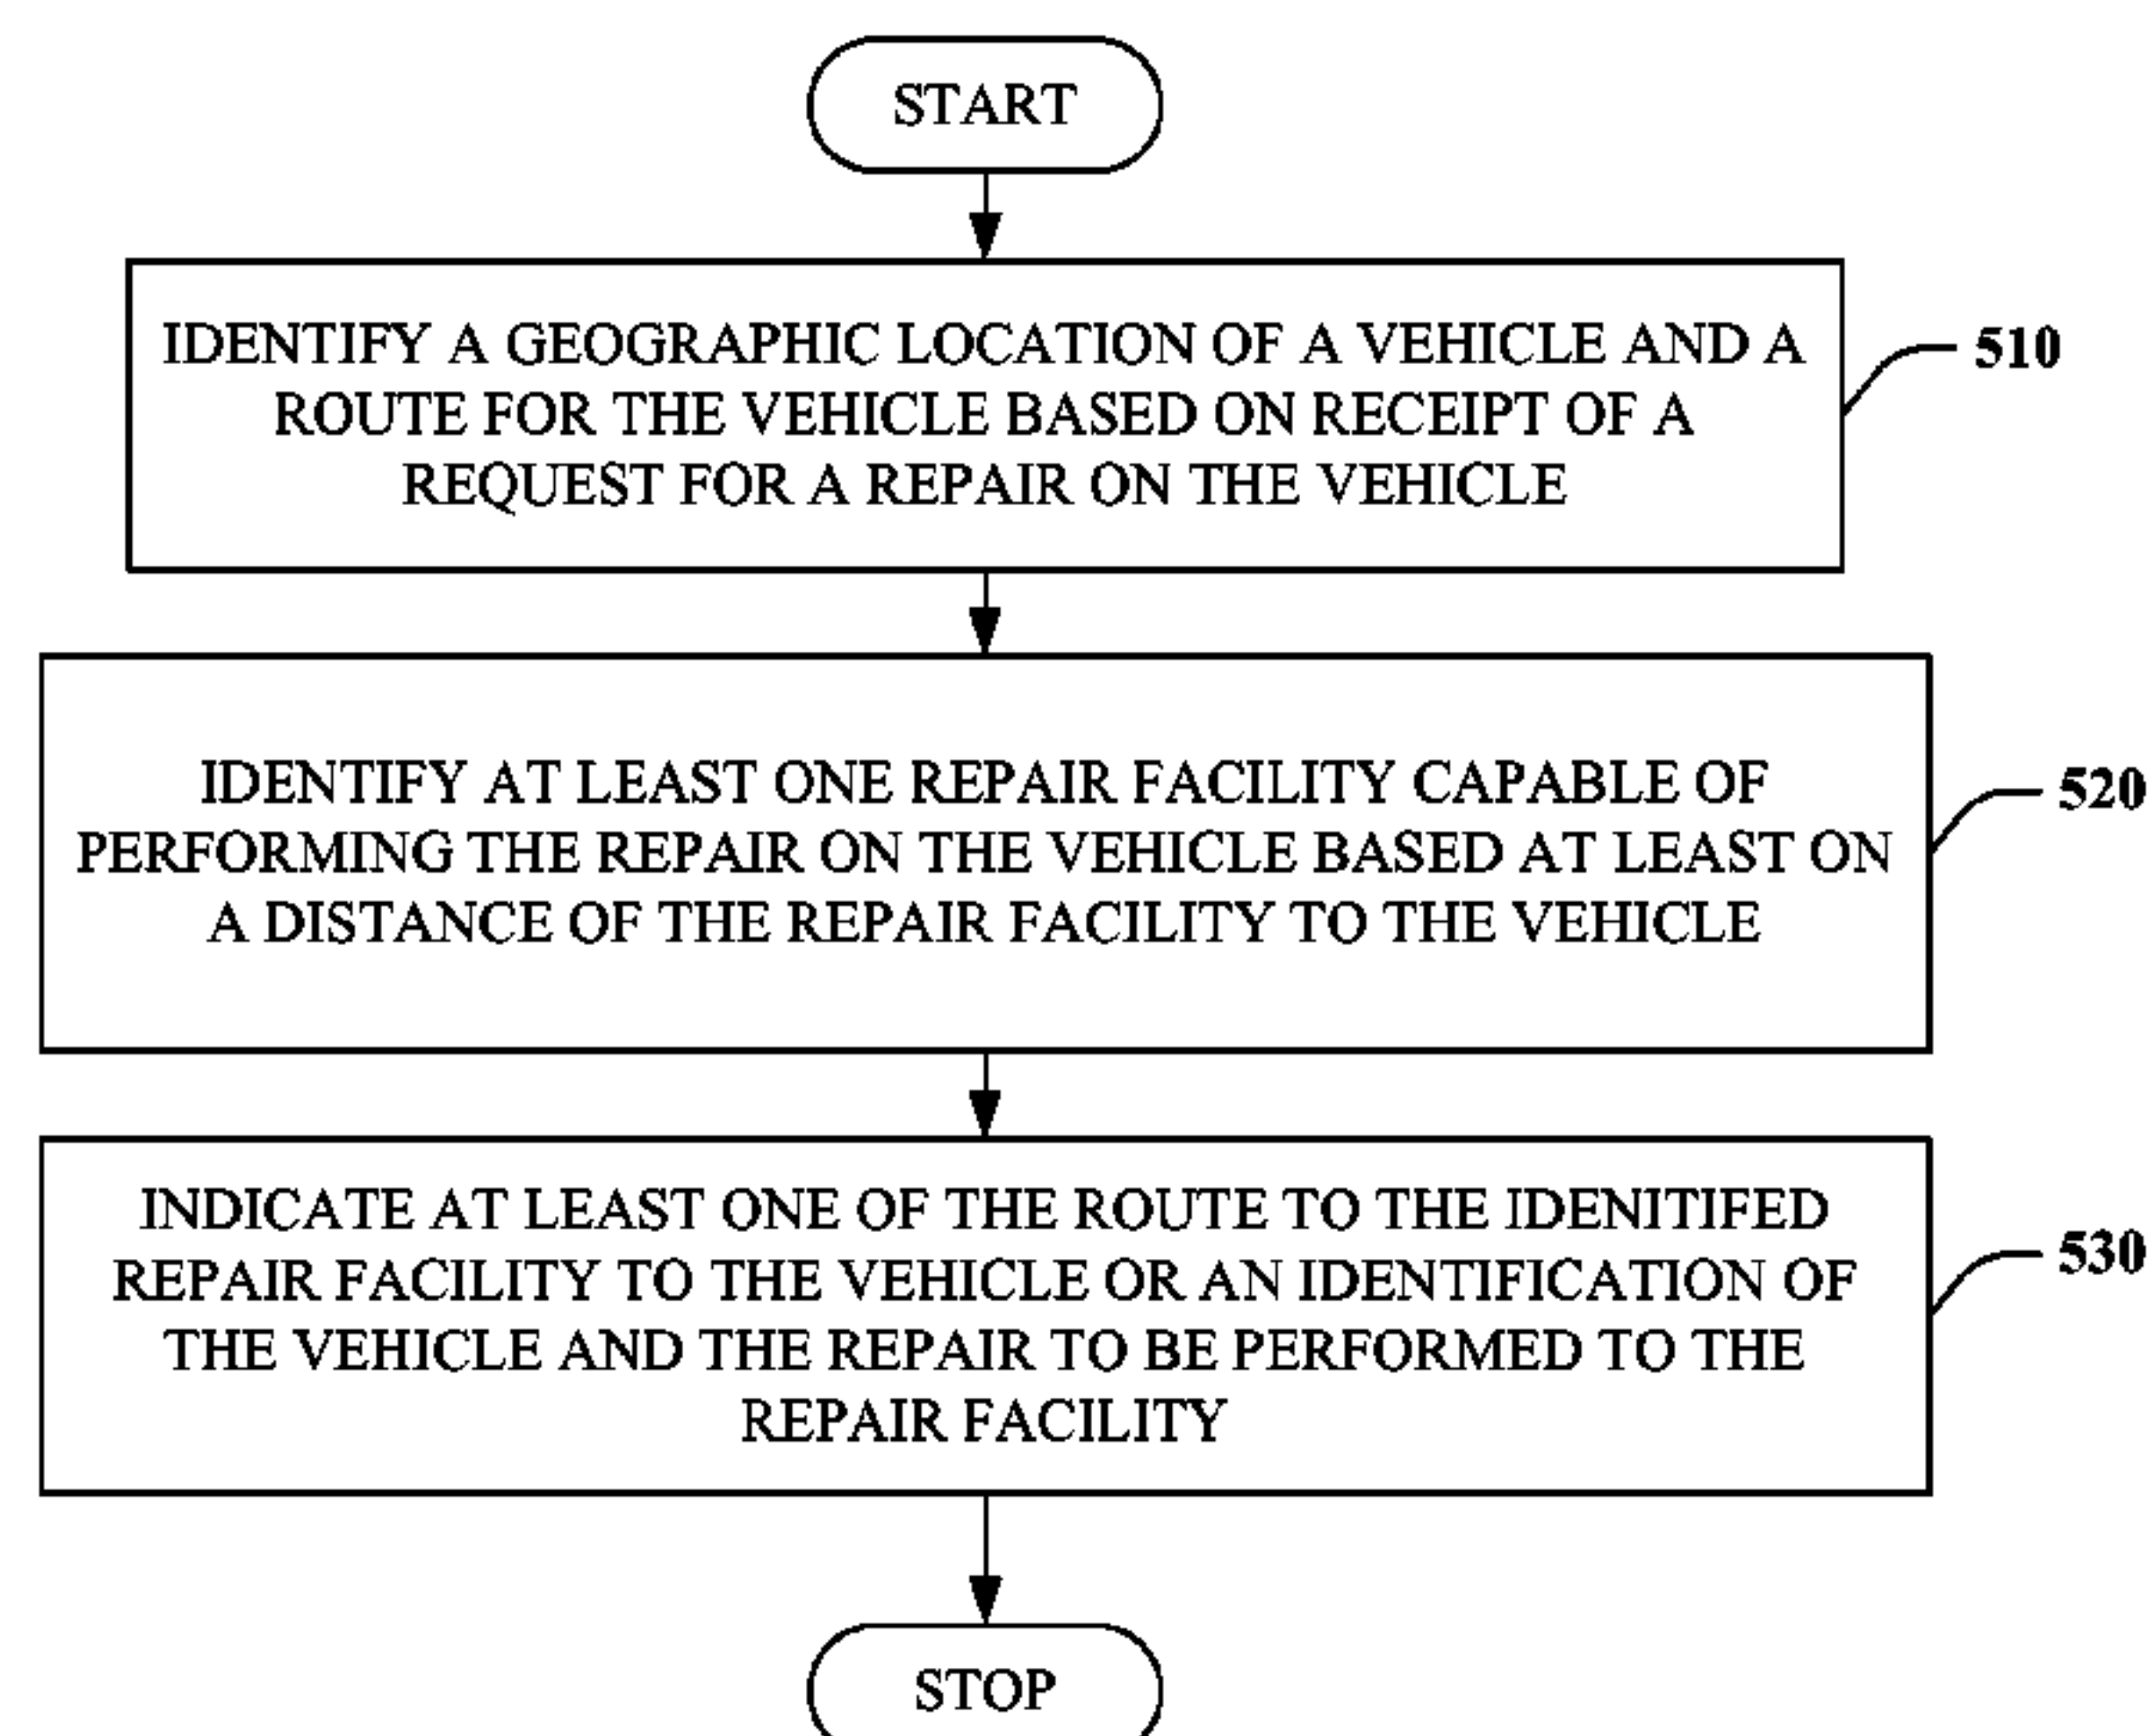 START
IDENTIFY A GEOGRAPHIC LOCATION OF A VEHICLE AND A
ROUTE FOR THE VEHICLE BASED ON RECEIPT OF A
REQUEST FOR A REPAIR ON THE VEHICLE
510
IDENTIFY AT LEAST ONE REPAIR FACILITY CAPABLE OF
PERFORMING THE REPAIR ON THE VEHICLE BASED AT LEAST ON
A DISTANCE OF THE REPAIR FACILITY TO THE VEHICLE
520
INDICATE AT LEAST ONE OF THE ROUTE TO THE IDENITIFED
REPAIR FACILITY TO THE VEHICLE OR AN IDENTIFICATION OF
THE VEHICLE AND THE REPAIR TO BE PERFORMED TO THE
REPAIR FACILITY
530
STOP